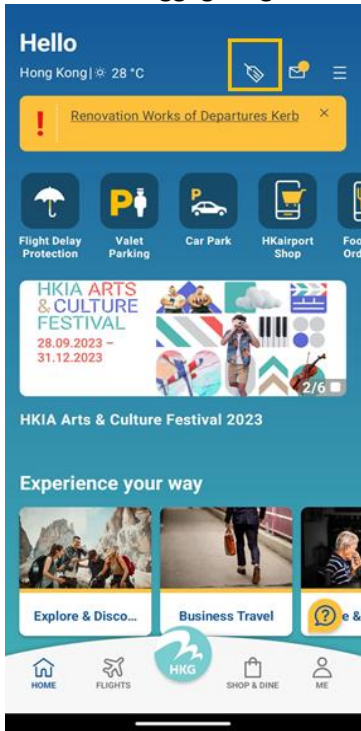 Hello
Hong Kong| 28 °C
! Renovation Works of Departures Kerb ×
Flight Delay
Protection
P
Valet
Parking
P
Car Park
HKairport
Shop
HKIA ARTS
& CULTURE
FESTIVAL
28.09.2023 –
31.12.2023
2/6
HKIA Arts & Culture Festival 2023
Experience your way
Explore & Disco...
Business Travel
?
e &
HOME
FLIGHTS
HKG
SHOP & DINE
ME